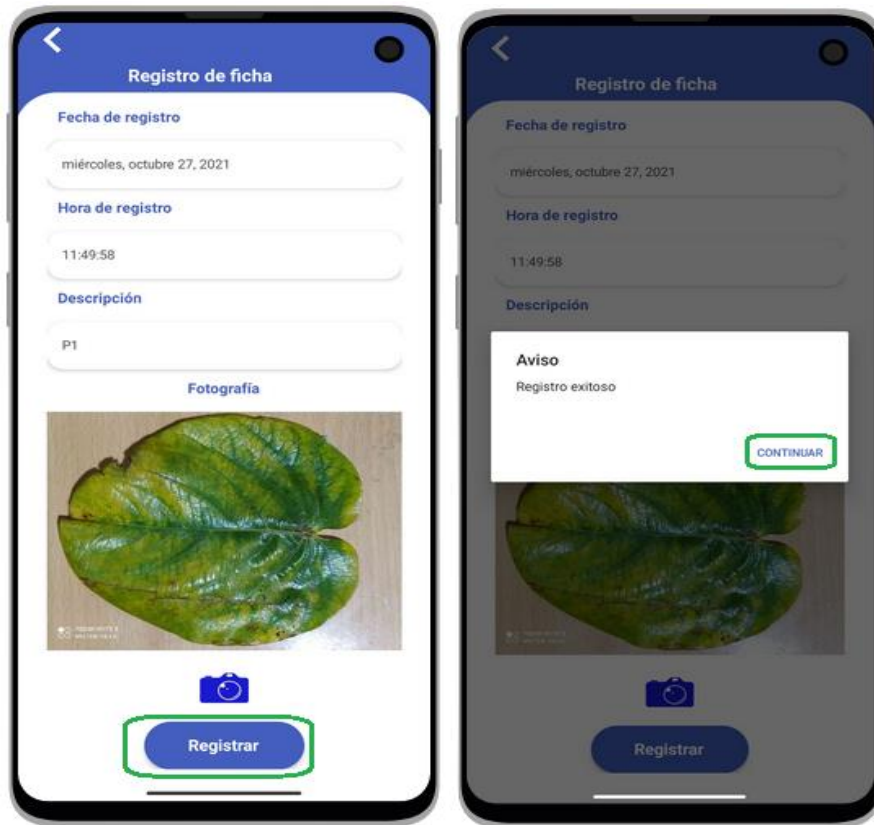 Registro de ficha
Fecha de registro
miércoles, octubre 27, 2021
Hora de registro
11:49:58
Descripción
P1
Fotografía
Registrar
Registro de ficha
Fecha de registro
miércoles, octubre 27, 2021
Hora de registro
11:49:58
Descripción
Aviso
Registro exitoso
CONTINUAR
Registrar